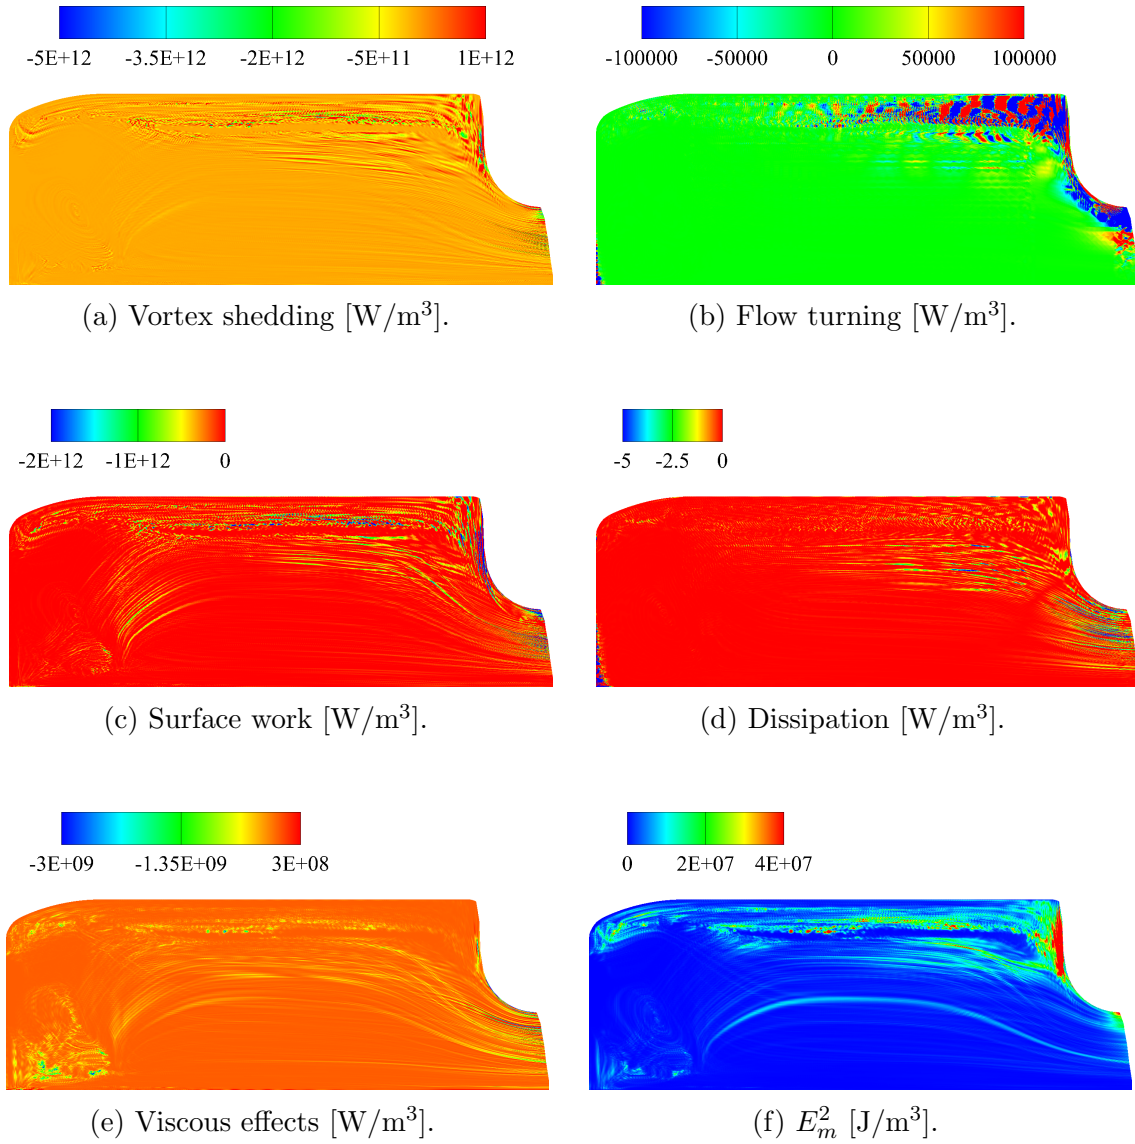 -5E+12 -3.5E+12 -2E+12 -5E+11 1E+12
-100000 -50000 0 50000 100000
(a) Vortex shedding [W/m³].
(b) Flow turning [W/m³].
-2E+12 -1E+12 0
-5 -2.5 0
(c) Surface work [W/m³].
(d) Dissipation [W/m³].
-3E+09 -1.35E+09 3E+08
0 2E+07 4E+07
(e) Viscous effects [W/m³].
(f) $E_m^2$ [J/m³].